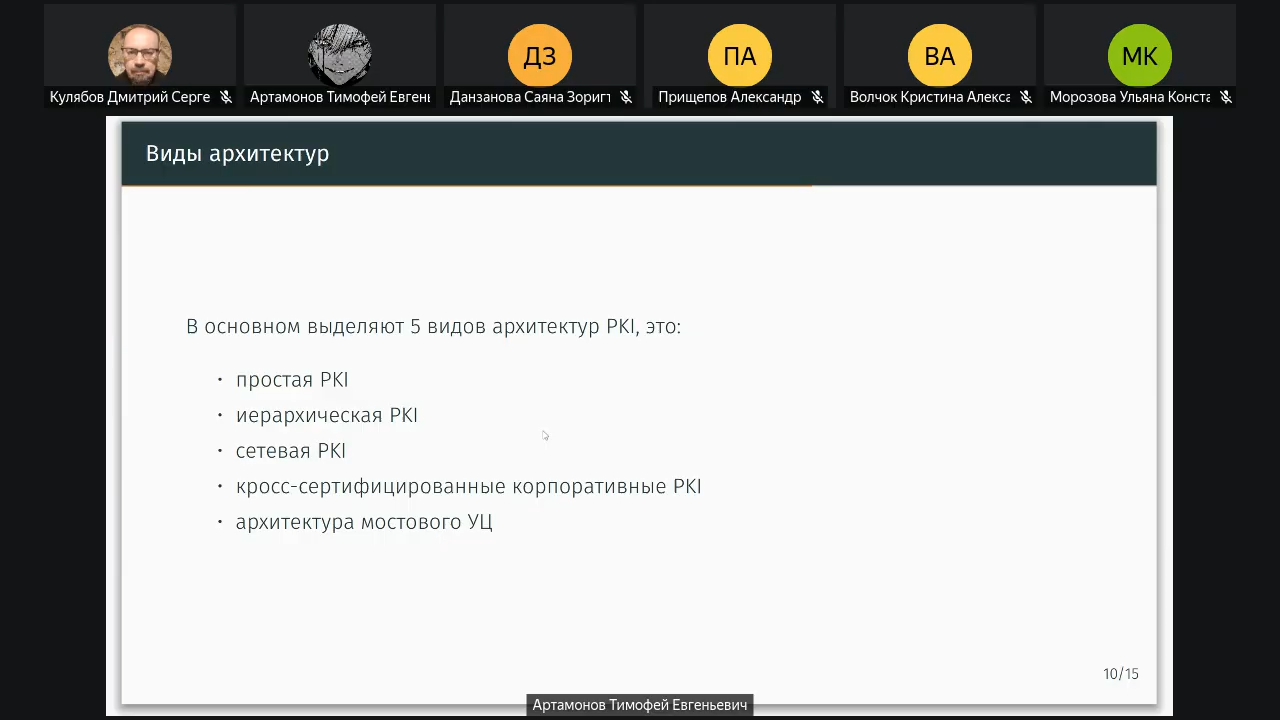 ДЗ
ПА
ВА
МК
Кулябов Дмитрий Серге
Артамонов Тимофей Евгень
Данзанова Саяна Зориг
Прищепов Александр
Волчок Кристина Алекса
Морозова Ульяна Конста
Виды архитектур
В основном выделяют 5 видов архитектур PKI, это:
• простая PKI
• иерархическая PKI
• сетевая PKI
• кросс-сертифицированные корпоративные PKI
• архитектура мостового УЦ
10/15
Артамонов Тимофей Евгеньевич